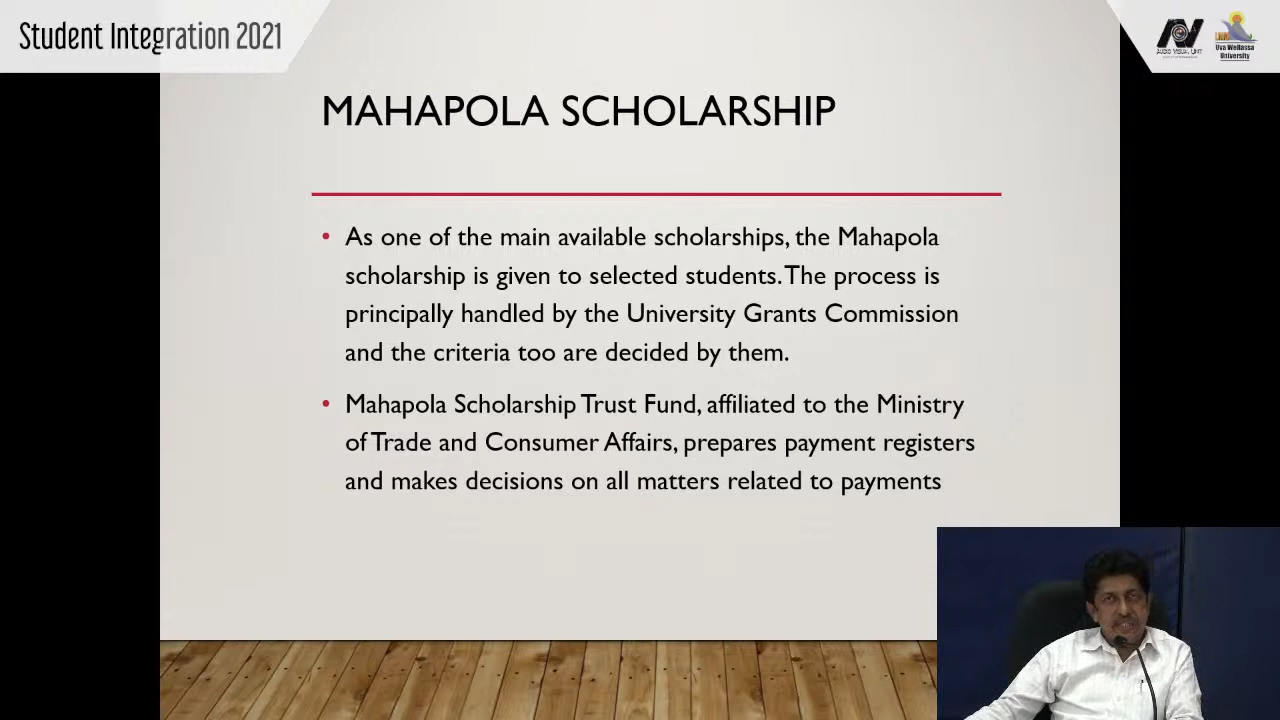 Student Integration 2021
AUDIO VISUAL UNIT
Uva Wellassa
University
MAHAPOLA SCHOLARSHIP
• As one of the main available scholarships, the Mahapola
scholarship is given to selected students. The process is
principally handled by the University Grants Commission
and the criteria too are decided by them.
• Mahapola Scholarship Trust Fund, affiliated to the Ministry
of Trade and Consumer Affairs, prepares payment registers
and makes decisions on all matters related to payments